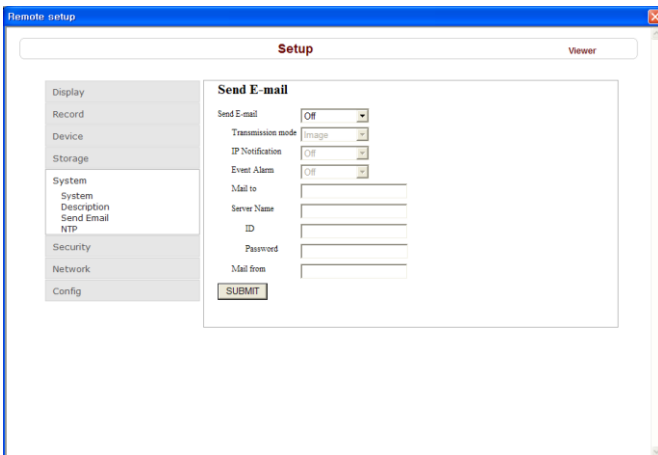 Remote setup
Setup
Viewer
Display
Record
Device
Storage
System
System
Description
Send Email
NTP
Security
Network
Config
Send E-mail
Send E-mail Off
Transmission mode Image
IP Notification Off
Event Alarm Off
Mail to
Server Name
ID
Password
Mail from
SUBMIT